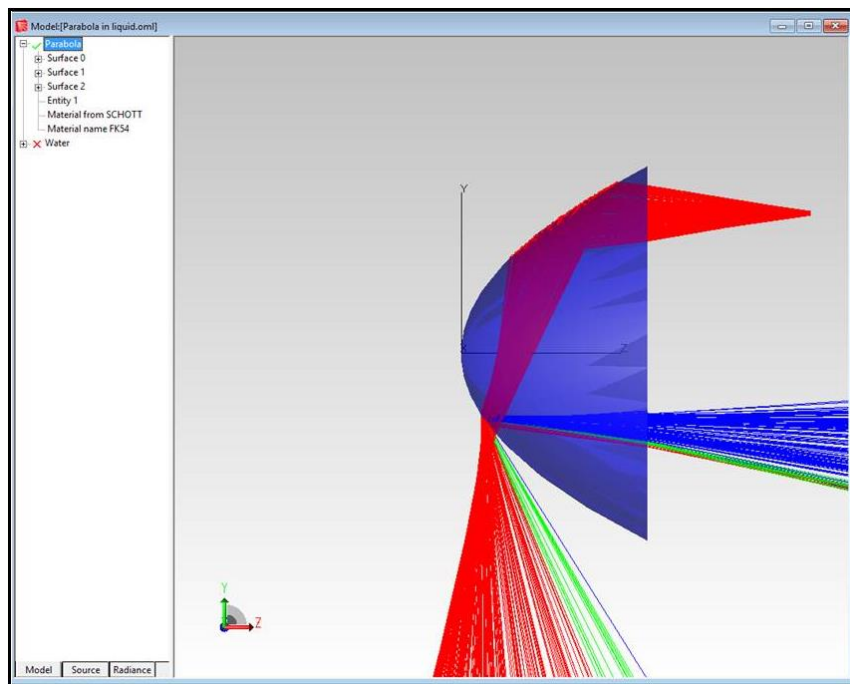 Model:[Parabola in liquid.oml]
Parabola
Surface 0
Surface 1
Surface 2
Entity 1
Material from SCHOTT
Material name FK54
Water
Y
X
Z
Y
Z
Model
Source
Radiance